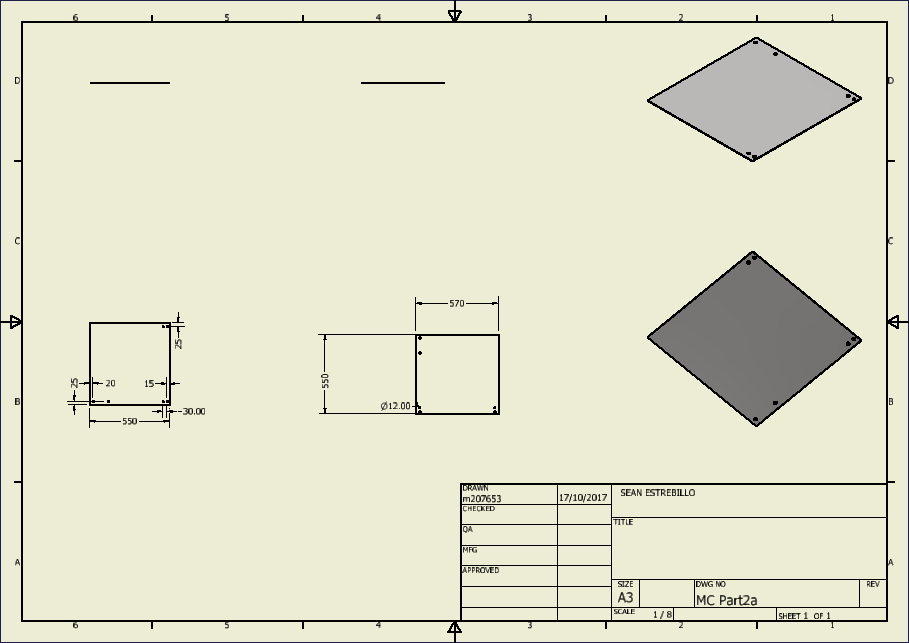 6 5 4 3 2 1
D D
C C
25
570
550
25 20 15
30.00
550
Ø12.00
B B
DRAWN
m207653 17/10/2017 SEAN ESTREBILLO
CHECKED
TITLE
QA
MFG
APPROVED
A A
SIZE DWG NO REV
A3 MC Part2a
SCALE 1 / 8 SHEET 1 OF 1
6 5 4 3 2 1